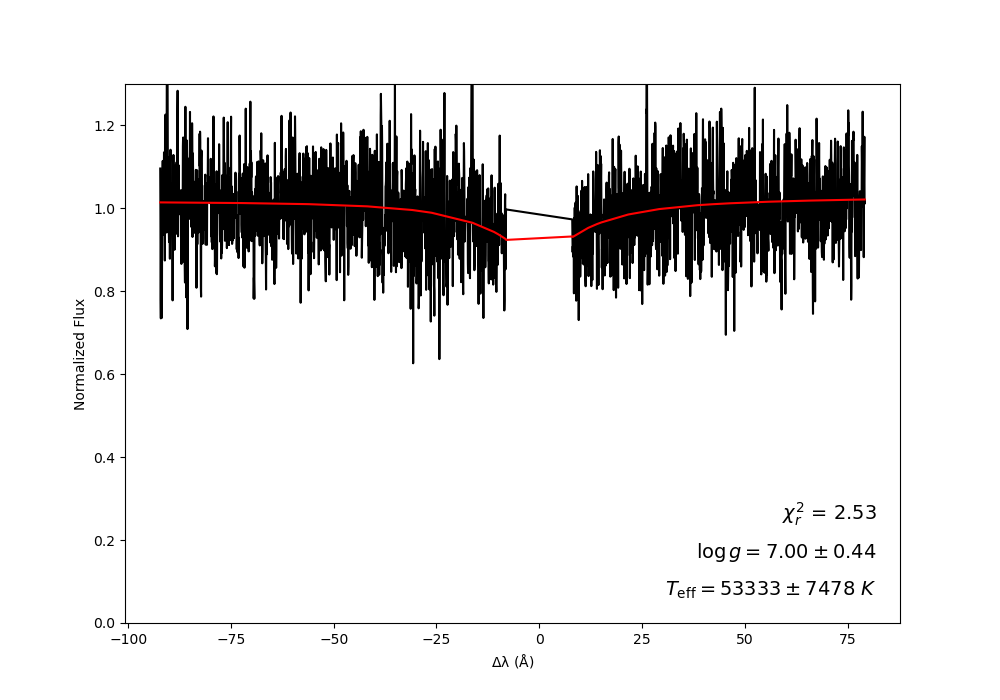 1.2
1.0
0.8
0.6
0.4
0.2
0.0
Normalized Flux
χ²ᵣ = 2.53
log g = 7.00 ± 0.44
T_eff = 53333 ± 7478 K
−100 −75 −50 −25 0 25 50 75
Δλ (Å)